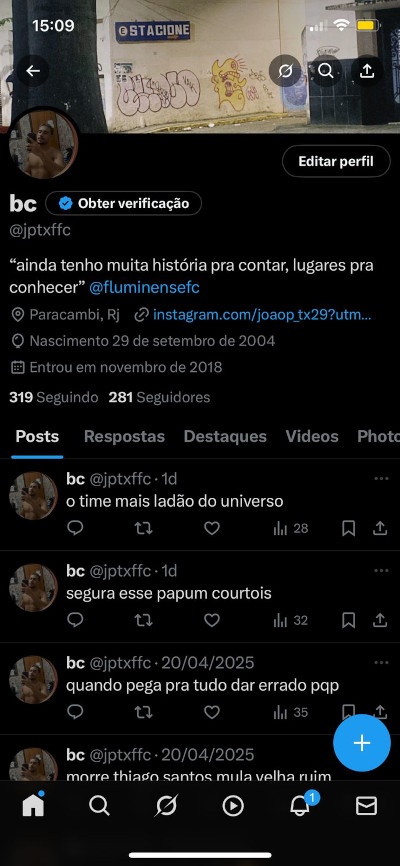 15:09
ESTACIONE
Editar perfil
bc Obter verificação
@jptxffc
“ainda tenho muita história pra contar, lugares pra
conhecer” @fluminensefc
Paracambi, Rj instagram.com/joaop_tx29?utm...
Nascimento 29 de setembro de 2004
Entrou em novembro de 2018
319 Seguindo 281 Seguidores
Posts Respostas Destaques Videos Photo
bc @jptxffc · 1d
o time mais ladão do universo
28
bc @jptxffc · 1d
segura esse papum courtois
32
bc @jptxffc · 20/04/2025
quando pega pra tudo dar errado pqp
35
bc @jptxffc · 20/04/2025
morre thiago santos mula velha ruim
1